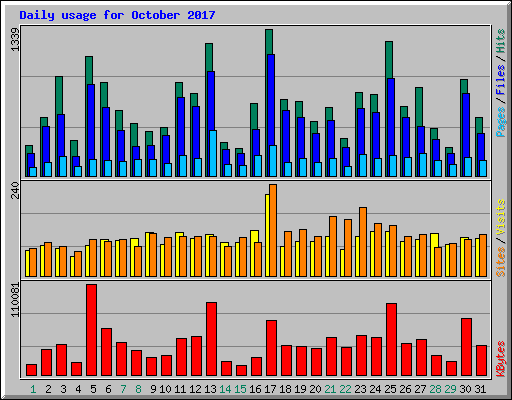 Daily usage for October 2017
1339
Pages / Files / Hits
240
Sites / Visits
110081
KBytes
1 2 3 4 5 6 7 8 9 10 11 12 13 14 15 16 17 18 19 20 21 22 23 24 25 26 27 28 29 30 31